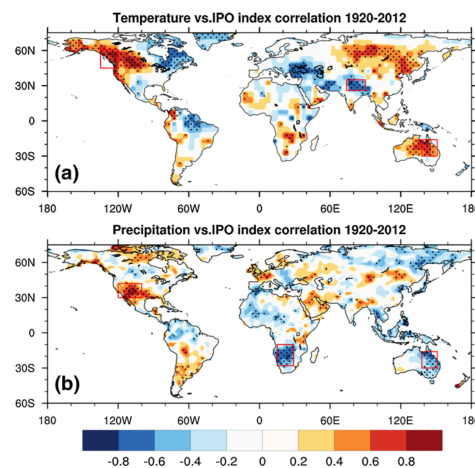 Temperature vs.IPO index correlation 1920-2012
60N
30N
0
30S
60S
(a)
180 120W 60W 0 60E 120E 180
Precipitation vs.IPO index correlation 1920-2012
60N
30N
0
30S
60S
(b)
180 120W 60W 0 60E 120E 180
-0.8 -0.6 -0.4 -0.2 0 0.2 0.4 0.6 0.8